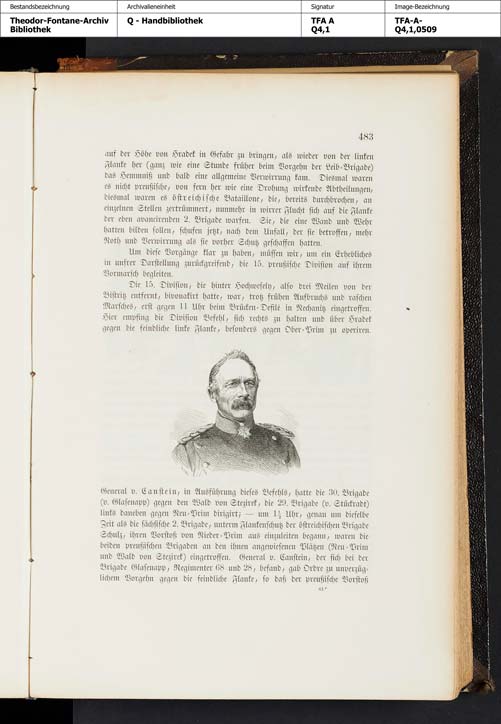 Bestandsbezeichnung Archivalieneinheit Signatur Image-Bezeichnung
Theodor-Fontane-Archiv Q - Handbibliothek TFA A TFA-A-
Bibliothek Q4,1 Q4,1,0509
483
auf der Höhe von Hradek in Gefahr zu bringen, als wieder von der linken
Flanke her (ganz wie eine Stunde früher beim Vorgehn der Leib-Brigade)
das Hemmniß und bald eine allgemeine Verwirrung kam. Diesmal waren
es nicht preußische, von fern her wie eine Drohung wirkende Abtheilungen,
diesmal waren es östreichische Bataillone, die, bereits durchbrochen, an
einzelnen Stellen zertrümmert, nunmehr in wirrer Flucht sich auf die Flanke
der eben avancirenden 2. Brigade warfen. Sie, die eine Wand und Wehr
hatten bilden sollen, schufen jetzt, nach dem Unfall, der sie betroffen, mehr
Noth und Verwirrung als sie vorher Schutz geschaffen hatten.
Um diese Vorgänge klar zu haben, müssen wir, um ein Erhebliches
in unsrer Darstellung zurückgreifend, die 15. preußische Division auf ihrem
Vormarsch begleiten.
Die 15. Division, die hinter Hochwesely, also drei Meilen von der
Bistritz entfernt, bivouakirt hatte, war, trotz frühen Aufbruchs und raschen
Marsches, erst gegen 11 Uhr beim Brücken-Defilé in Nechanitz eingetroffen.
Hier empfing die Division Befehl, sich rechts zu halten und über Hradek
gegen die feindliche linke Flanke, besonders gegen Ober-Prim zu operiren.
General v. Canstein, in Ausführung dieses Befehls, hatte die 30. Brigade
(v. Glasenapp) gegen den Wald von Stezirek, die 29. Brigade (v. Stückradt)
links daneben gegen Neu-Prim dirigirt; — um 1½ Uhr, genau um dieselbe
Zeit als die sächsische 2. Brigade, unterm Flankenschutz der östreichischen Brigade
Schulz, ihren Vorstoß von Nieder-Prim aus einzuleiten begann, waren die
beiden preußischen Brigaden an den ihnen angewiesenen Plätzen (Neu-Prim
und Wald von Stezirek) eingetroffen. General v. Canstein, der sich bei der
Brigade Glasenapp, Regimenter 68 und 28, befand, gab Ordre zu unverzüg-
lichem Vorgehn gegen die feindliche Flanke, so daß der preußische Vorstoß
61*